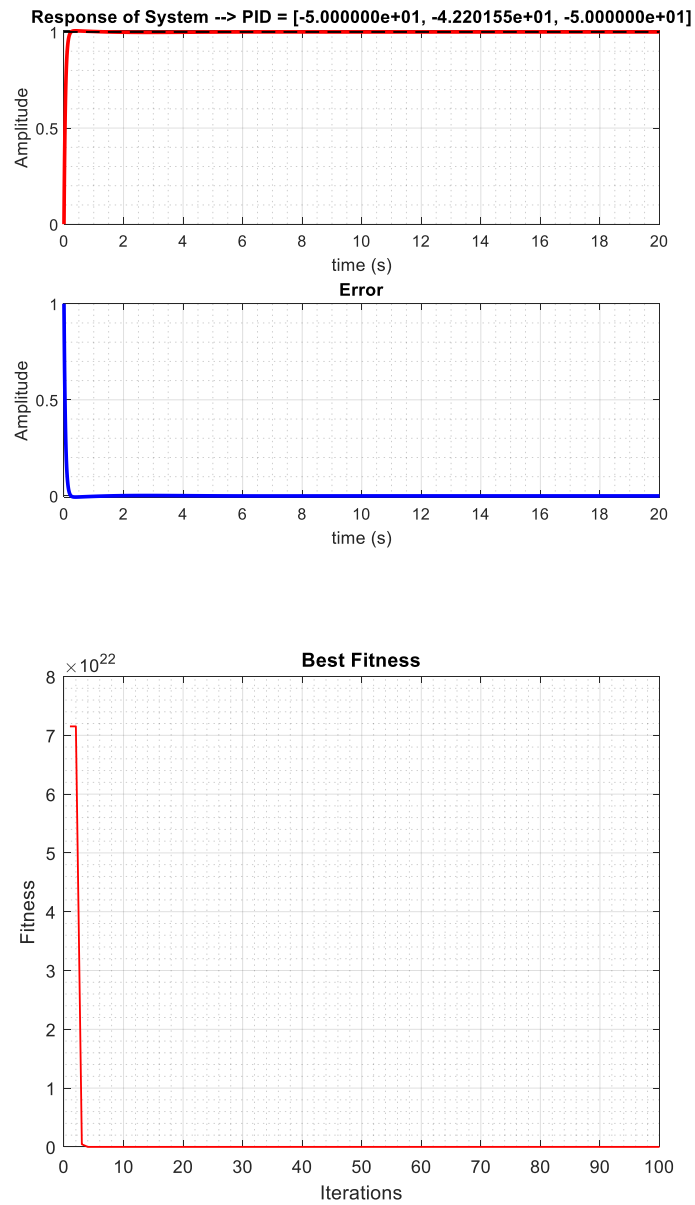 Response of System --> PID = [-5.000000e+01, -4.220155e+01, -5.000000e+01]
1
0.5
0
Amplitude
0 2 4 6 8 10 12 14 16 18 20
time (s)
Error
1
0.5
0
Amplitude
0 2 4 6 8 10 12 14 16 18 20
time (s)
×10^22
Best Fitness
8
7
6
5
4
3
2
1
0
Fitness
0 10 20 30 40 50 60 70 80 90 100
Iterations